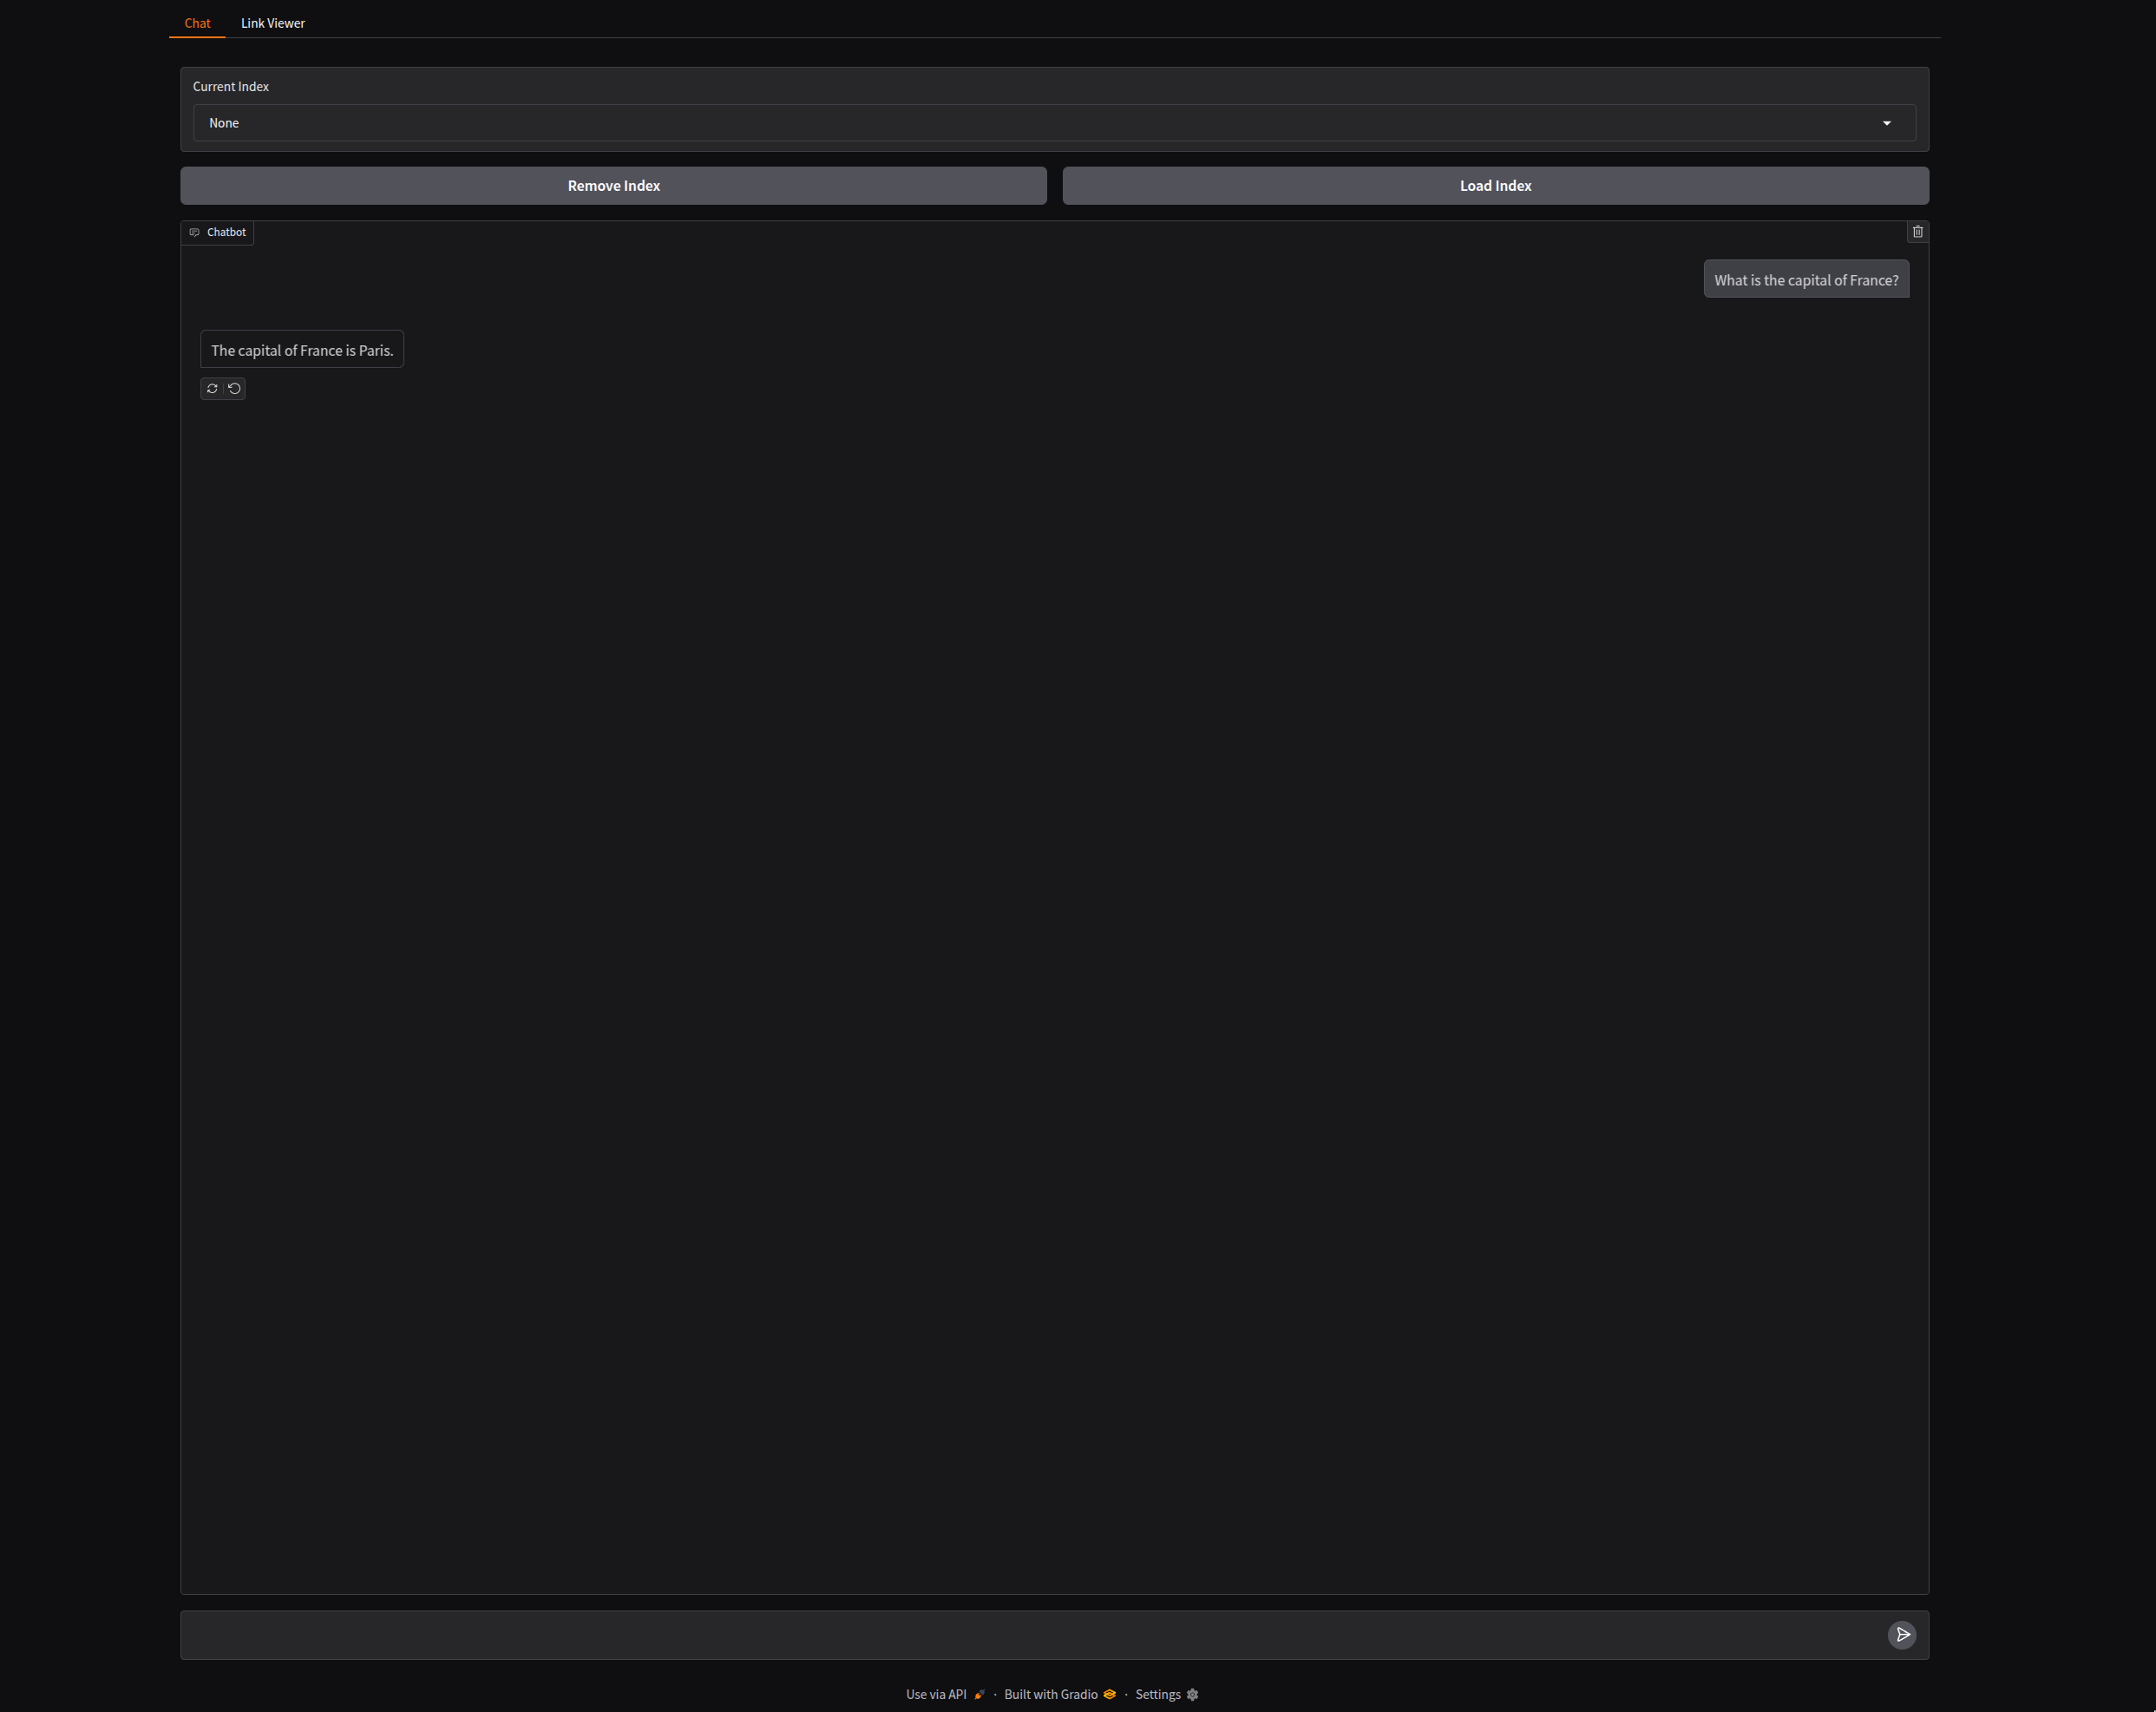 Chat Link Viewer
Current Index
None
Remove Index Load Index
Chatbot
What is the capital of France?
The capital of France is Paris.
Use via API · Built with Gradio · Settings